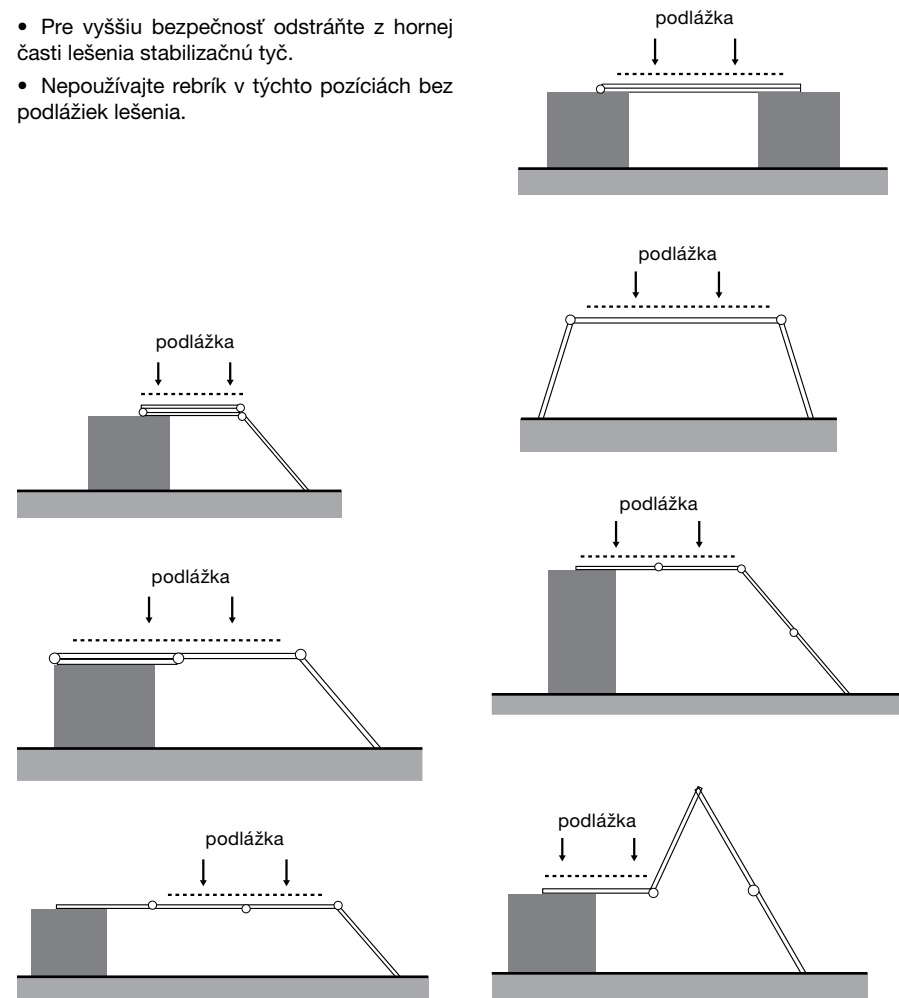 • Pre vyššiu bezpečnosť odstráňte z hornej
časti lešenia stabilizačnú tyč.
• Nepoužívajte rebrík v týchto pozíciách bez
podlážiek lešenia.
podlážka
podlážka
podlážka
podlážka
podlážka
podlážka
podlážka